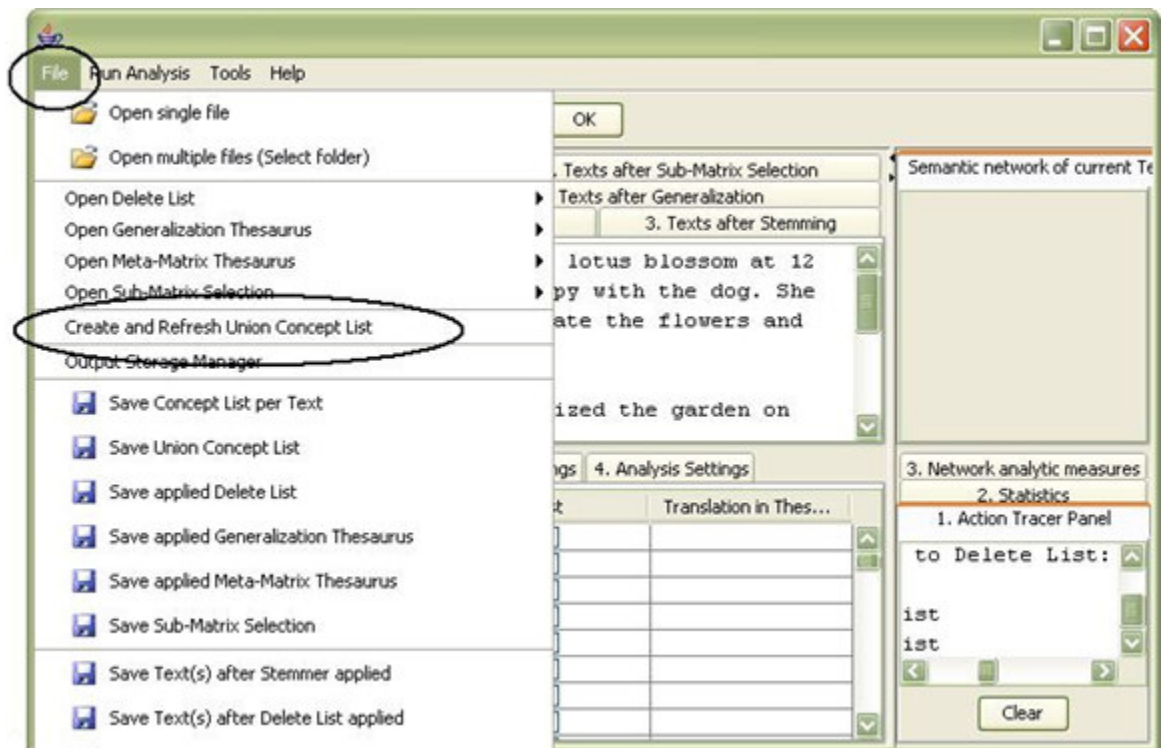 File Run Analysis Tools Help
Open single file
Open multiple files (Select folder)
Open Delete List
Open Generalization Thesaurus
Open Meta-Matrix Thesaurus
Open Sub-Matrix Selection
Create and Refresh Union Concept List
Output Storage Manager
Save Concept List per Text
Save Union Concept List
Save applied Delete List
Save applied Generalization Thesaurus
Save applied Meta-Matrix Thesaurus
Save Sub-Matrix Selection
Save Text(s) after Stemmer applied
Save Text(s) after Delete List applied
OK
. Texts after Sub-Matrix Selection
Texts after Generalization
3. Texts after Stemming
lotus blossom at 12
py with the dog. She
ate the flowers and
ized the garden on
gs 4. Analysis Settings
t Translation in Thes...
Semantic network of current Te
3. Network analytic measures
2. Statistics
1. Action Tracer Panel
to Delete List:
ist
ist
Clear